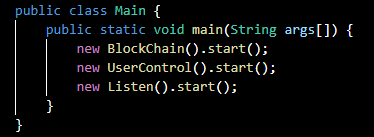 public class Main {
    public static void main(String args[]) {
        new BlockChain().start();
        new UserControl().start();
        new Listen().start();
    }
}